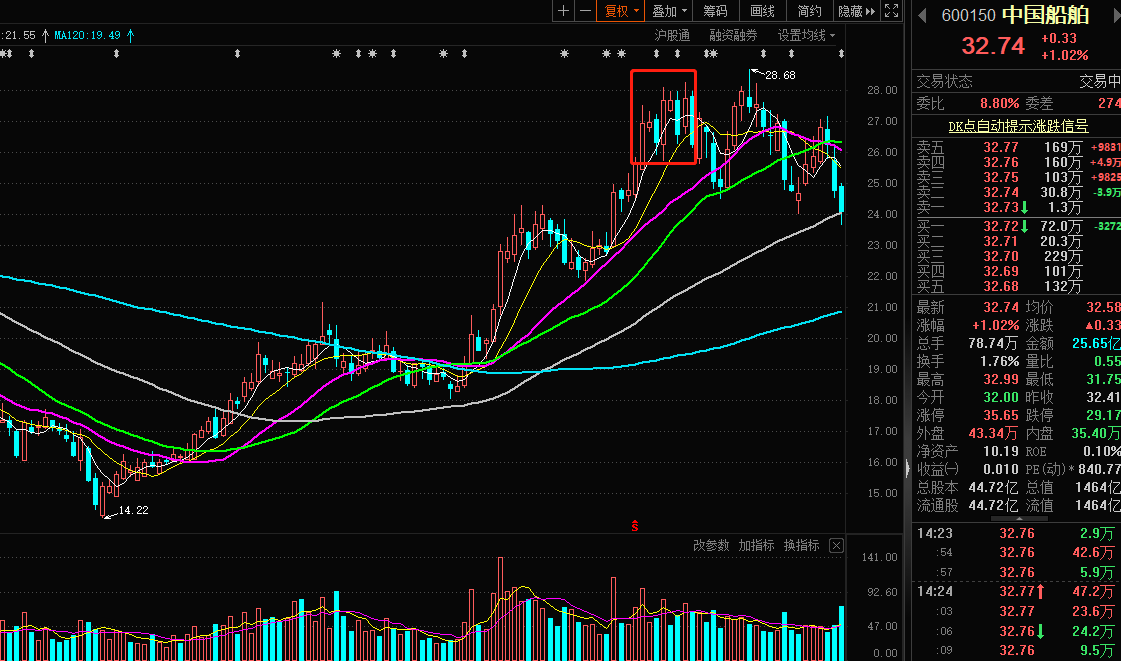 复权 叠加 筹码 画线 简约 隐藏
:21.55 MA120:19.49
沪股通 融资融券 设置均线
28.68
28.00
27.00
26.00
25.00
24.00
23.00
22.00
21.00
20.00
19.00
18.00
17.00
16.00
15.00
14.22
S
改参数 加指标 换指标
141.00
92.60
47.00
0.00
600150 中国船舶
32.74 +0.33
+1.02%
交易状态 交易中
委比 8.80% 委差 274
DK点自动提示涨跌信号
卖五 32.77 169万 +9831
卖四 32.76 160万 +4.9万
卖三 32.75 103万 +9825
卖二 32.74 30.8万 -3.9万
卖一 32.73 1.3万
买一 32.72 72.0万 -3272
买二 32.71 20.3万
买三 32.70 229万
买四 32.69 101万
买五 32.68 132万
最新 32.74 均价 32.58
涨幅 +1.02% 涨跌 ▲0.33
总手 78.74万 金额 25.65亿
换手 1.76% 量比 0.55
最高 32.99 最低 31.75
今开 32.00 昨收 32.41
涨停 35.65 跌停 29.17
外盘 43.34万 内盘 35.40万
净资产 10.19 ROE 0.10%
收益㈠ 0.010 PE(动)* 840.77
总股本 44.72亿 总值 1464亿
流通股 44.72亿 流值 1464亿
14:23 32.76 2.9万
:54 32.76 42.6万
:57 32.76 5.9万
14:24 32.77 47.2万
:03 32.77 23.6万
:06 32.76 24.2万
:09 32.76 9.5万